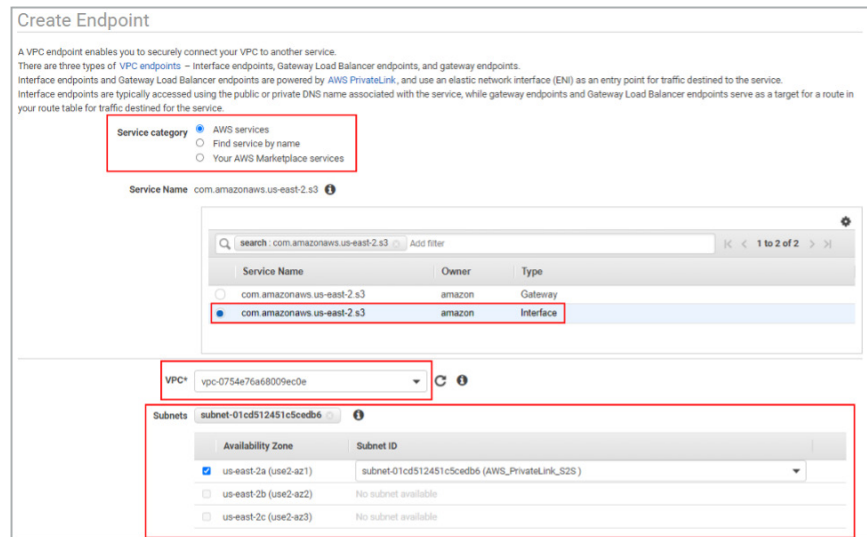 Create Endpoint
A VPC endpoint enables you to securely connect your VPC to another service.
There are three types of VPC endpoints – Interface endpoints, Gateway Load Balancer endpoints, and gateway endpoints.
Interface endpoints and Gateway Load Balancer endpoints are powered by AWS PrivateLink, and use an elastic network interface (ENI) as an entry point for traffic destined to the service.
Interface endpoints are typically accessed using the public or private DNS name associated with the service, while gateway endpoints and Gateway Load Balancer endpoints serve as a target for a route in
your route table for traffic destined for the service.
Service category AWS services
Find service by name
Your AWS Marketplace services
Service Name com.amazonaws.us-east-2.s3
search : com.amazonaws.us-east-2.s3 Add filter 1 to 2 of 2
Service Name Owner Type
com.amazonaws.us-east-2.s3 amazon Gateway
com.amazonaws.us-east-2.s3 amazon Interface
VPC* vpc-0754e76a68009ec0e
Subnets subnet-01cd512451c5cedb6
Availability Zone Subnet ID
us-east-2a (use2-az1) subnet-01cd512451c5cedb6 (AWS_PrivateLink_S2S )
us-east-2b (use2-az2) No subnet available
us-east-2c (use2-az3) No subnet available